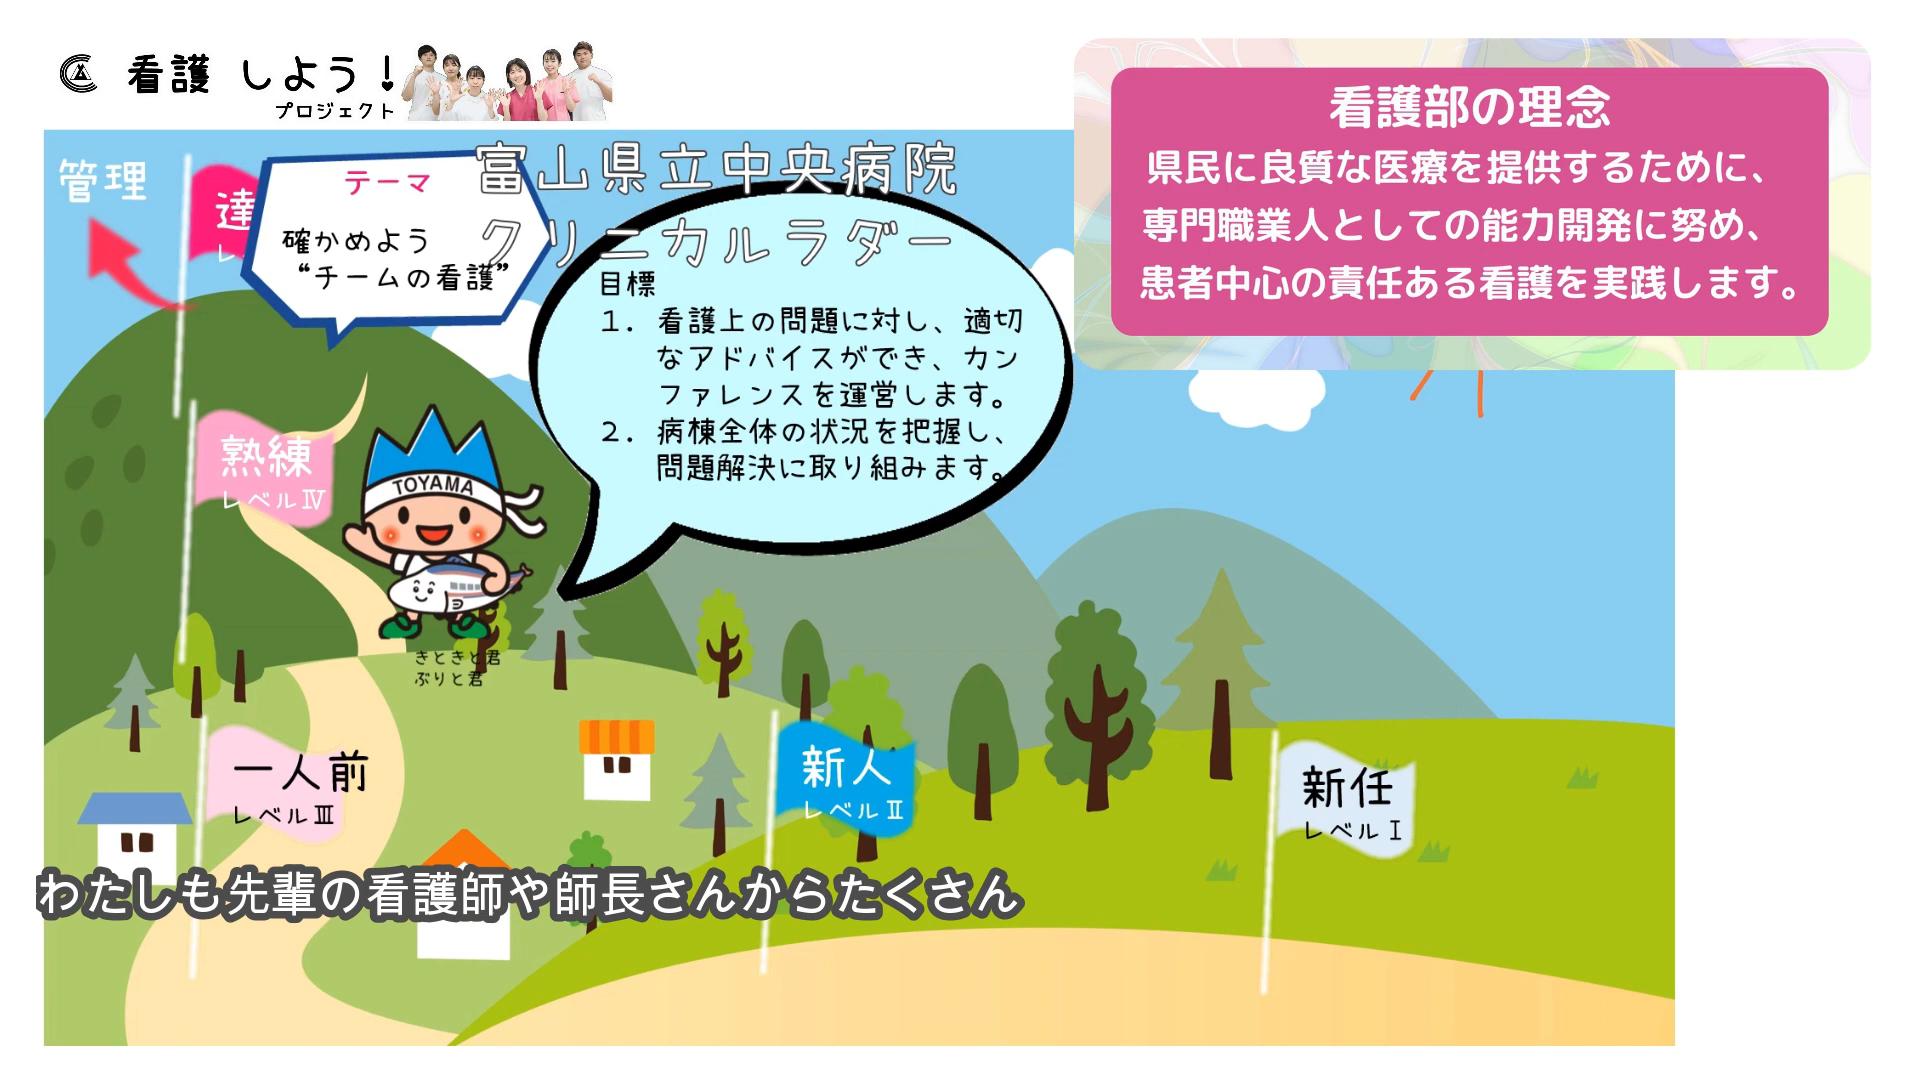 看護 しよう！
プロジェクト
看護部の理念
県民に良質な医療を提供するために、
専門職業人としての能力開発に努め、
患者中心の責任ある看護を実践します。
富山県立中央病院
クリニカルラダー
管理
達
レ
テーマ
確かめよう
“チームの看護”
目標
1. 看護上の問題に対し、適切
なアドバイスができ、カン
ファレンスを運営します。
2. 病棟全体の状況を把握し、
問題解決に取り組みます。
熟練
レベルⅣ
TOYAMA
きときと君
ぶりと君
一人前
レベルⅢ
新人
レベルⅡ
新任
レベルⅠ
わたしも先輩の看護師や師長さんからたくさん